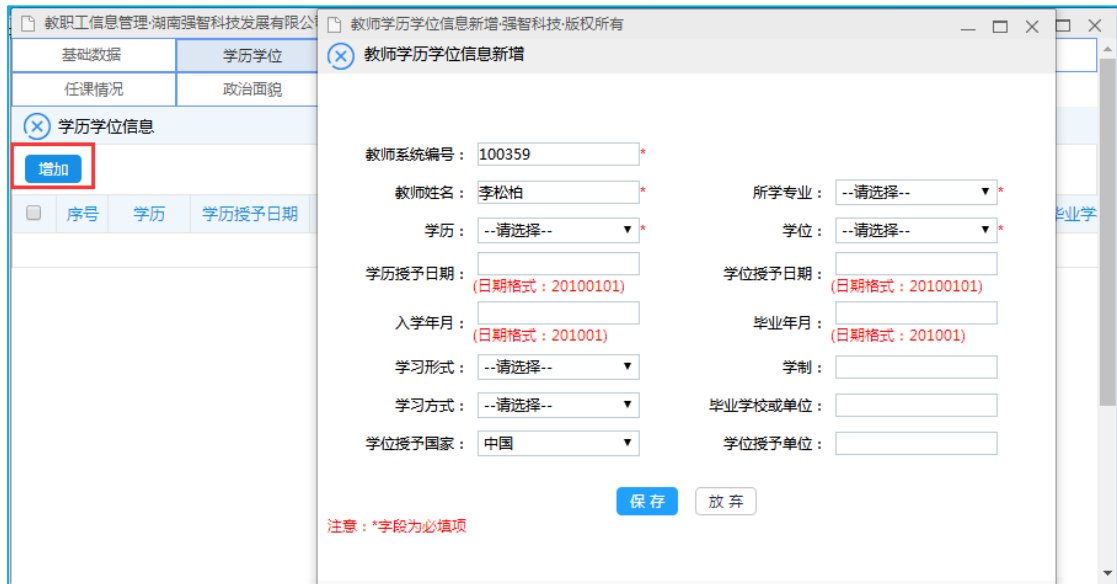 教职工信息管理·湖南强智科技发展有限公
教师学历学位信息新增·强智科技·版权所有
基础数据 学历学位
教师学历学位信息新增
任课情况 政治面貌
学历学位信息
增加
序号 学历 学历授予日期
毕业学
教师系统编号： 100359 *
教师姓名： 李松柏 * 所学专业： --请选择-- *
学历： --请选择-- * 学位： --请选择-- *
学历授予日期： 学位授予日期：
(日期格式：20100101) (日期格式：20100101)
入学年月： 毕业年月：
(日期格式：201001) (日期格式：201001)
学习形式： --请选择-- 学制：
学习方式： --请选择-- 毕业学校或单位：
学位授予国家： 中国 学位授予单位：
保存 放弃
注意：*字段为必填项